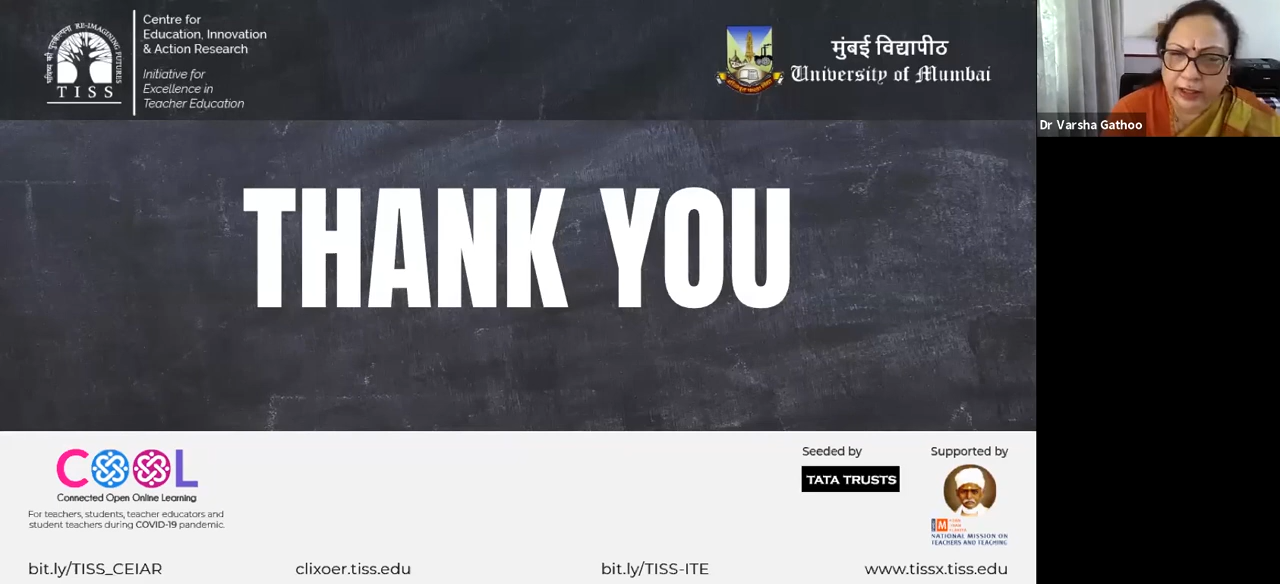 Centre for
Education, Innovation
& Action Research
Initiative for
Excellence in
Teacher Education
RE-IMAGINING FUTURES
TISS
मुंबई विद्यापीठ
University of Mumbai
Dr Varsha Gathoo
THANK YOU
COOL
Connected Open Online Learning
For teachers, students, teacher educators and
student teachers during COVID-19 pandemic.
Seeded by
TATA TRUSTS
Supported by
NATIONAL MISSION ON
TEACHERS AND TEACHING
bit.ly/TISS_CEIAR
clixoer.tiss.edu
bit.ly/TISS-ITE
www.tissx.tiss.edu